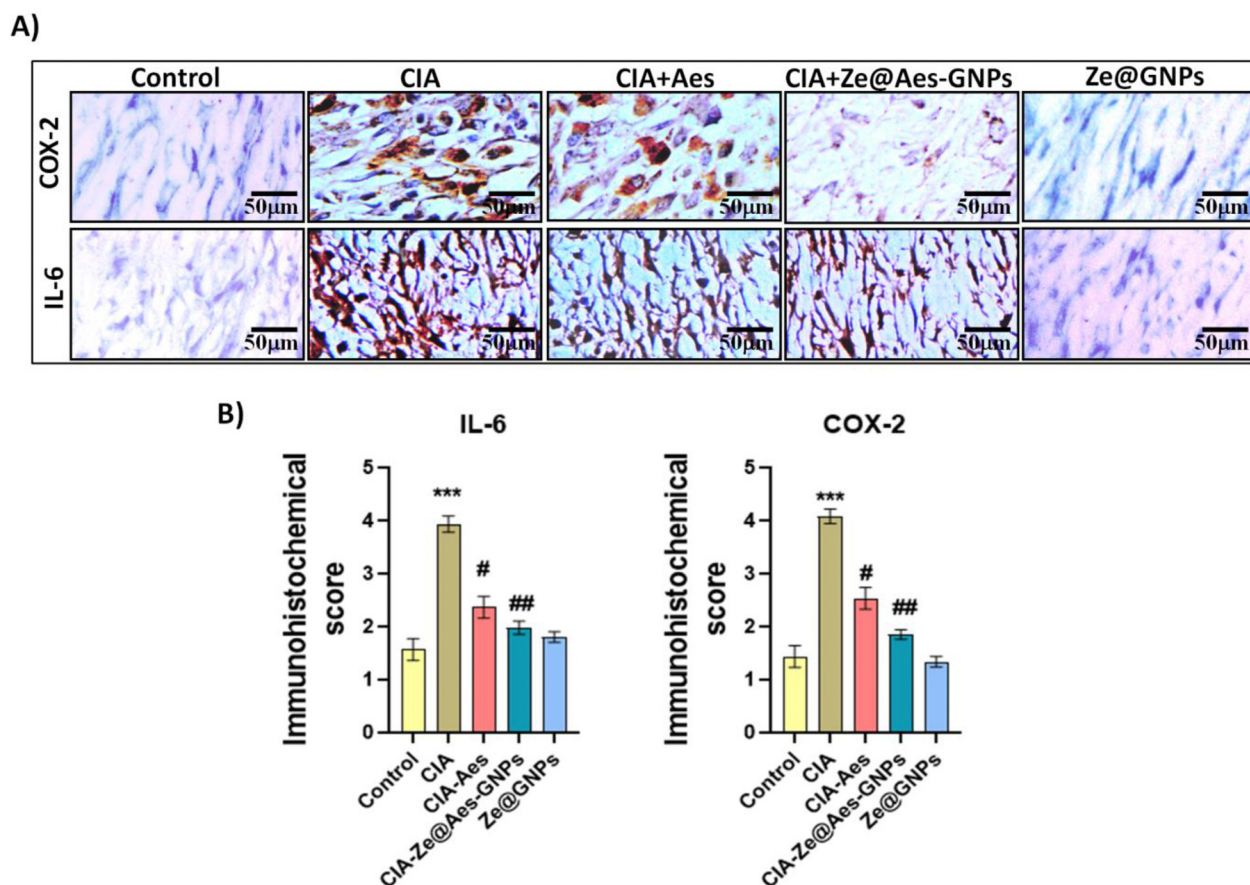 A)
Control CIA CIA+Aes CIA+Ze@Aes-GNPs Ze@GNPs
COX-2
50μm 50μm 50μm 50μm 50μm
IL-6
50μm 50μm 50μm 50μm 50μm
B)
IL-6
Immunohistochemical
score
5
4
3
2
1
0
***
#
##
Control
CIA
CIA-Aes
CIA-Ze@Aes-GNPs
Ze@GNPs
COX-2
Immunohistochemical
score
5
4
3
2
1
0
***
#
##
Control
CIA
CIA-Aes
CIA-Ze@Aes-GNPs
Ze@GNPs